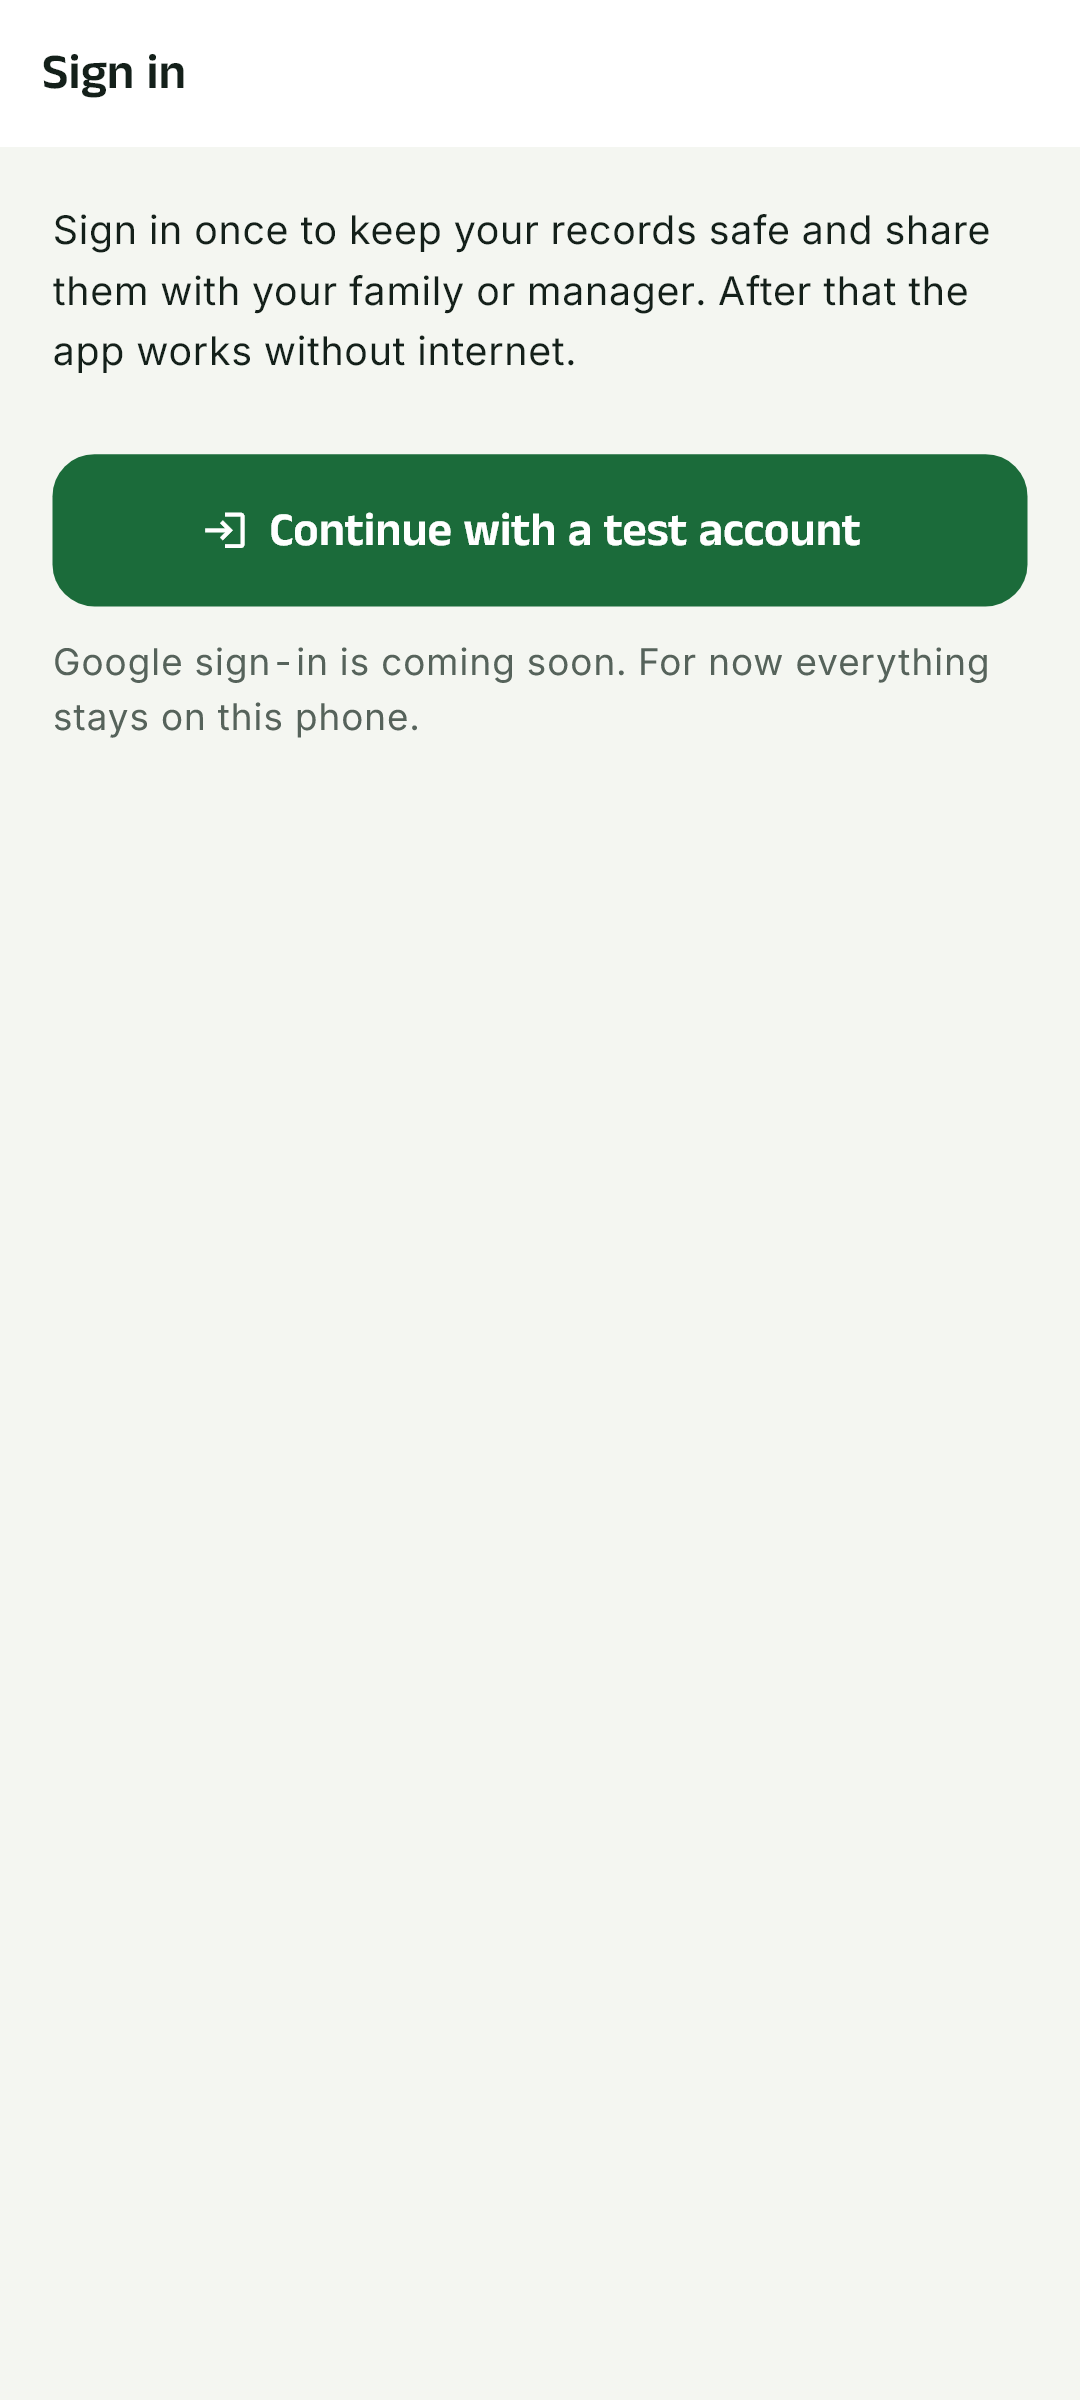 Sign in
Sign in once to keep your records safe and share
them with your family or manager. After that the
app works without internet.
Continue with a test account
Google sign-in is coming soon. For now everything
stays on this phone.